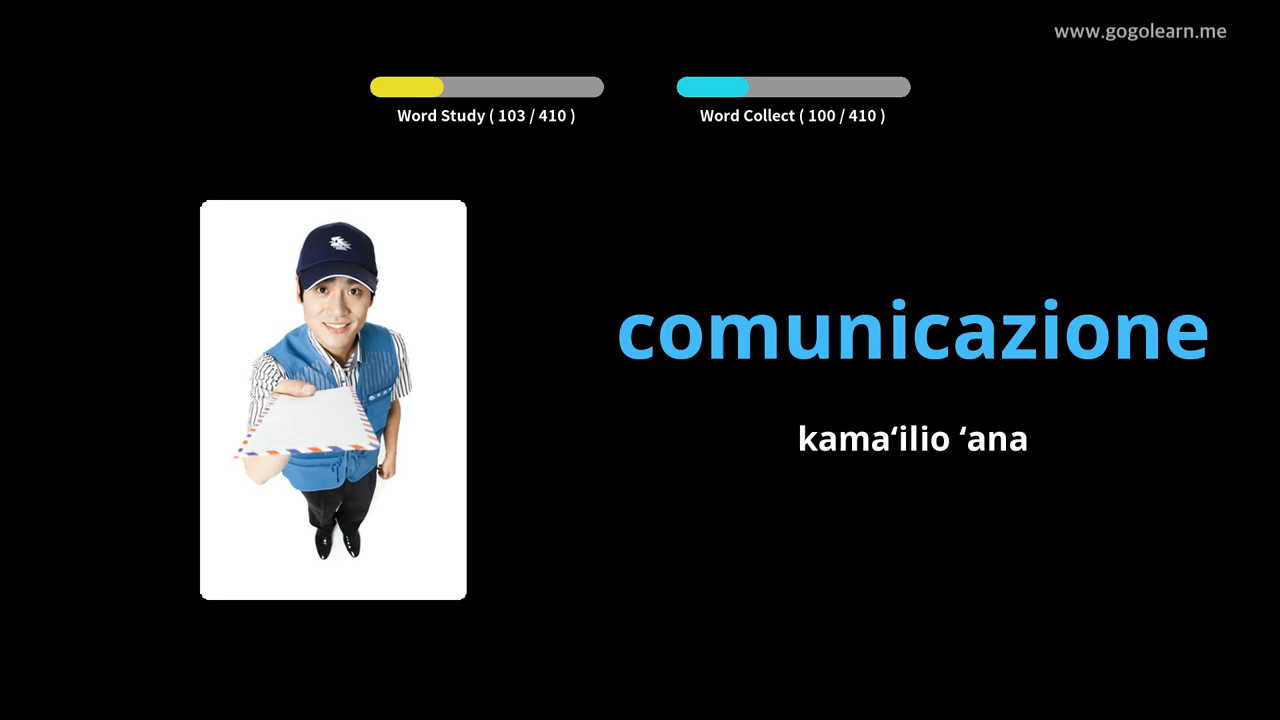 www.gogolearn.me
Word Study ( 103 / 410 )
Word Collect ( 100 / 410 )
comunicazione
kamaʻilio ʻana